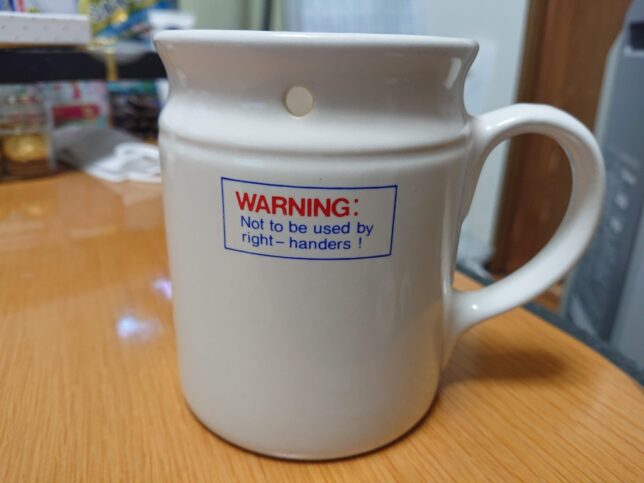 WARNING:
Not to be used by
right-handers !